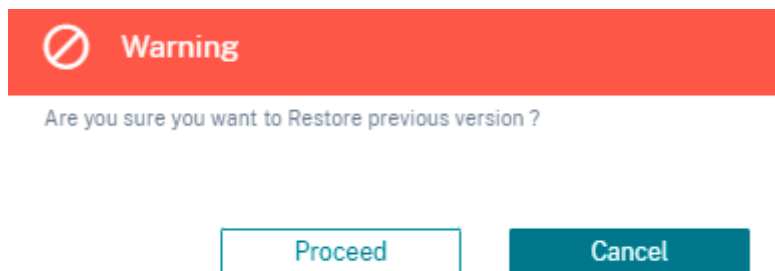 Warning
Are you sure you want to Restore previous version ?
Proceed
Cancel